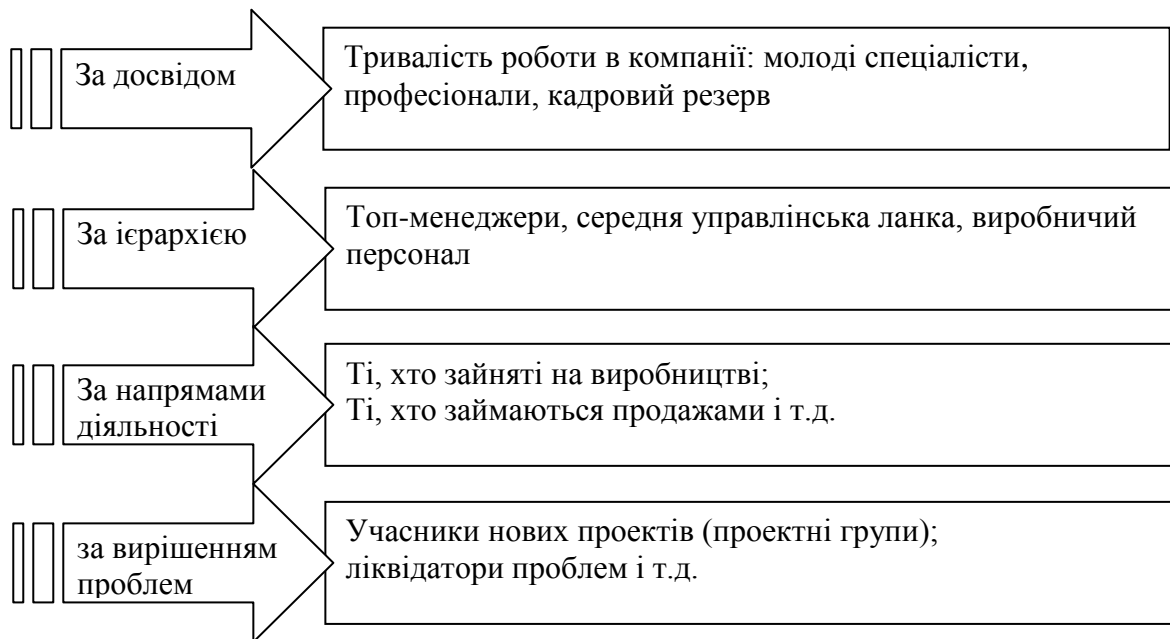 За досвідом
Тривалість роботи в компанії: молоді спеціалісти,
професіонали, кадровий резерв
За ієрархією
Топ-менеджери, середня управлінська ланка, виробничий
персонал
За напрямами
діяльності
Ті, хто зайняті на виробництві;
Ті, хто займаються продажами і т.д.
за вирішенням
проблем
Учасники нових проектів (проектні групи);
ліквідатори проблем і т.д.